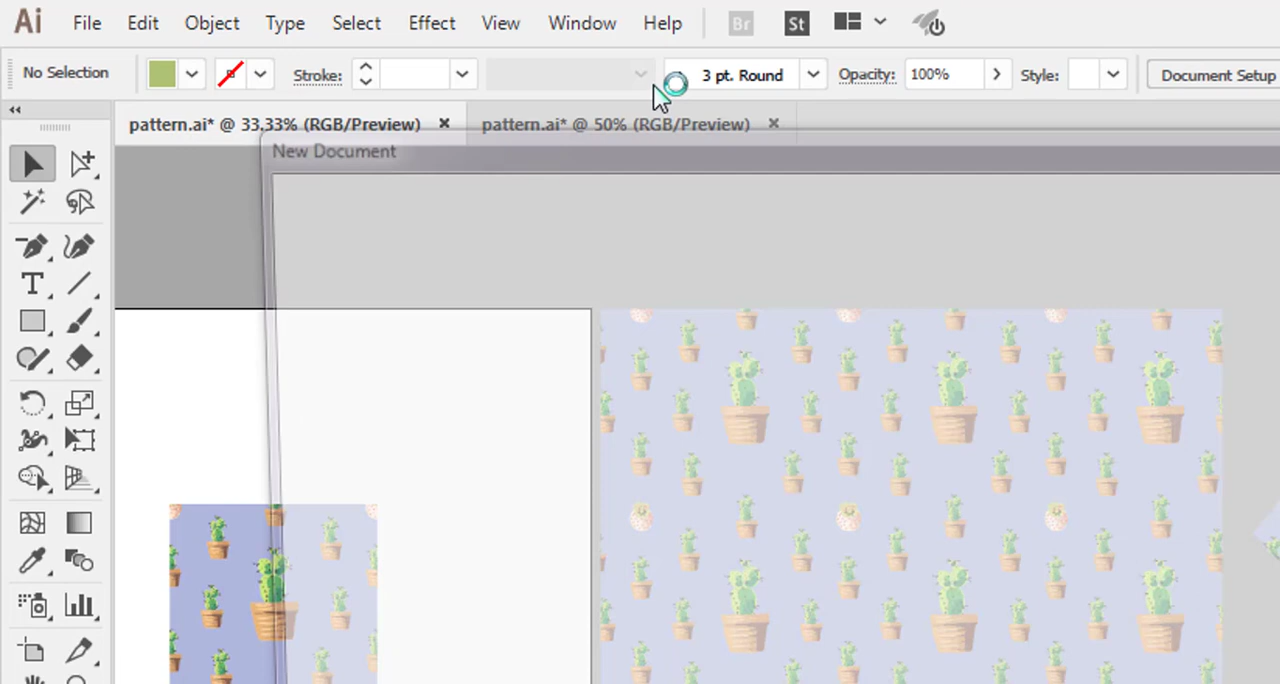 Ai File Edit Object Type Select Effect View Window Help Br St
No Selection Stroke: 3 pt. Round Opacity: 100% Style: Document Setup
pattern.ai* @ 33.33% (RGB/Preview) pattern.ai* @ 50% (RGB/Preview)
New Document